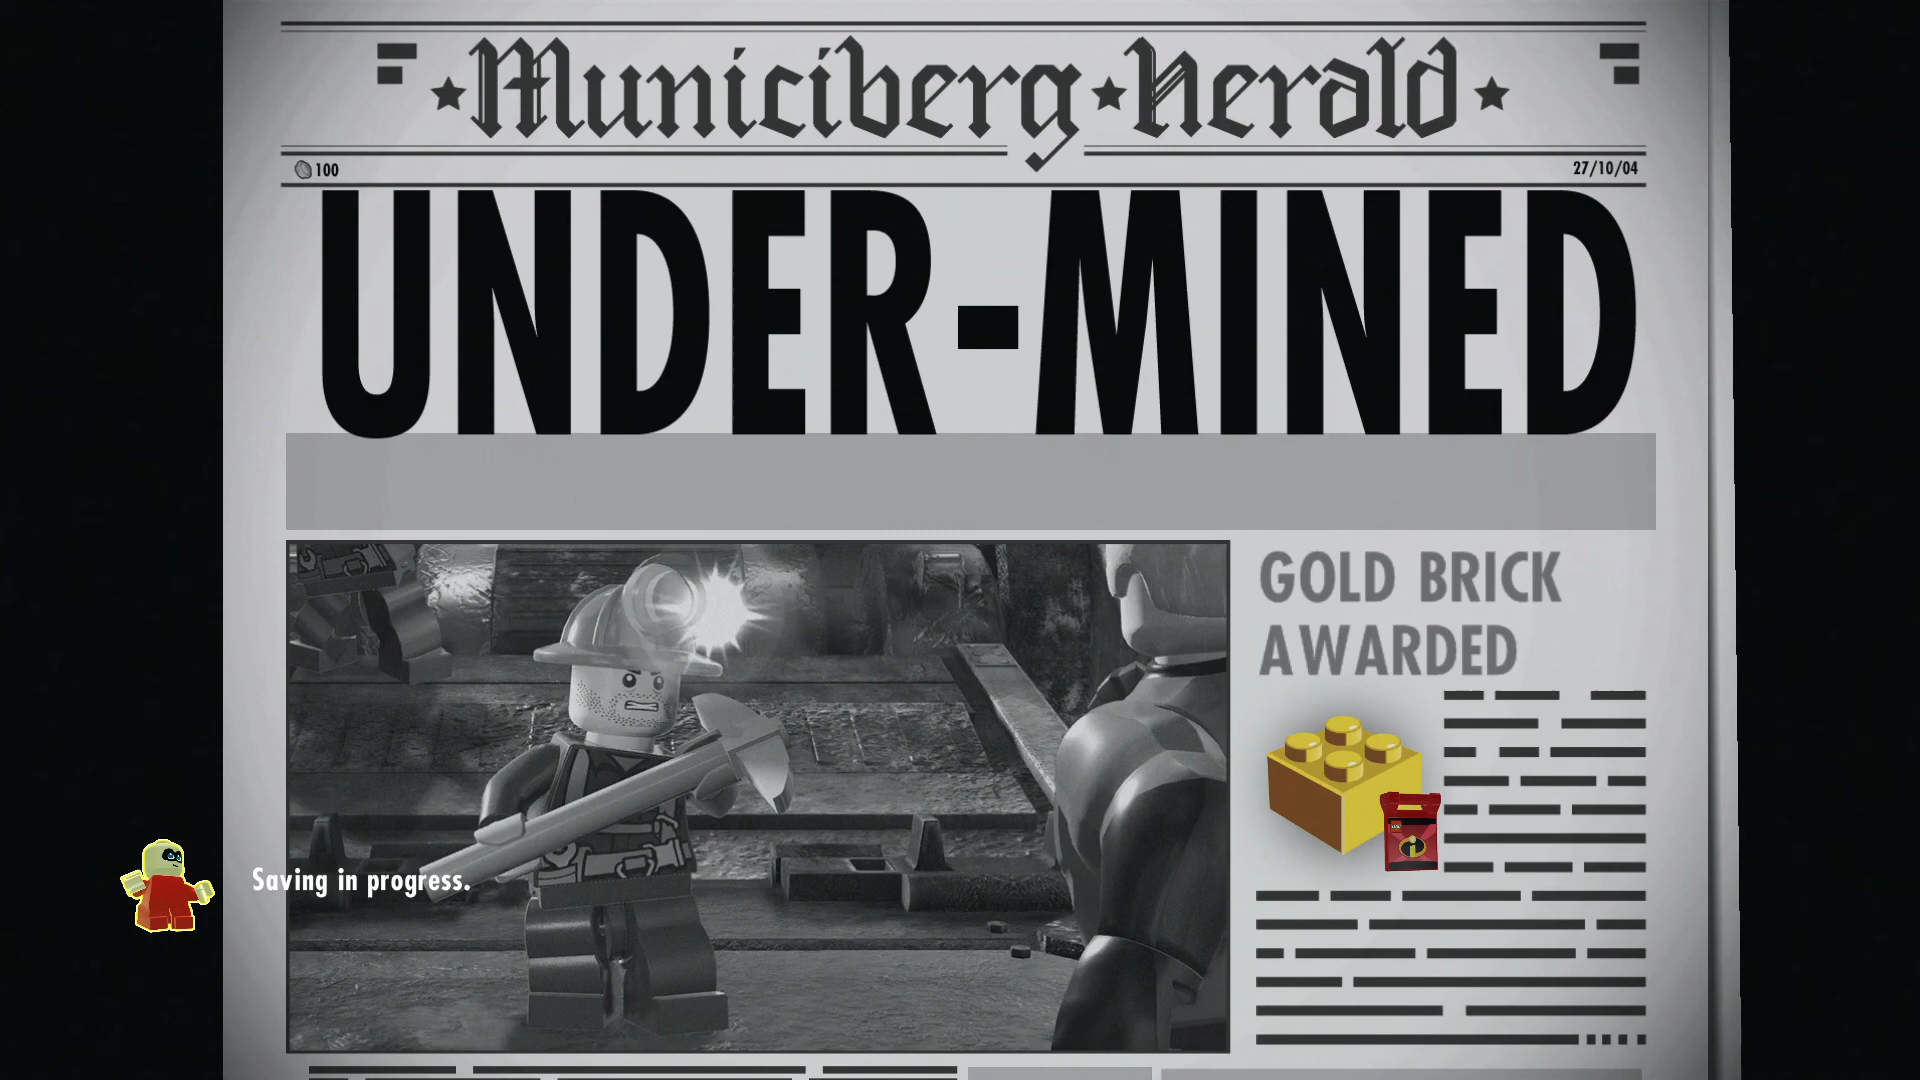 Municiberg Herald
100
27/10/04
UNDER-MINED
GOLD BRICK
AWARDED
Saving in progress.